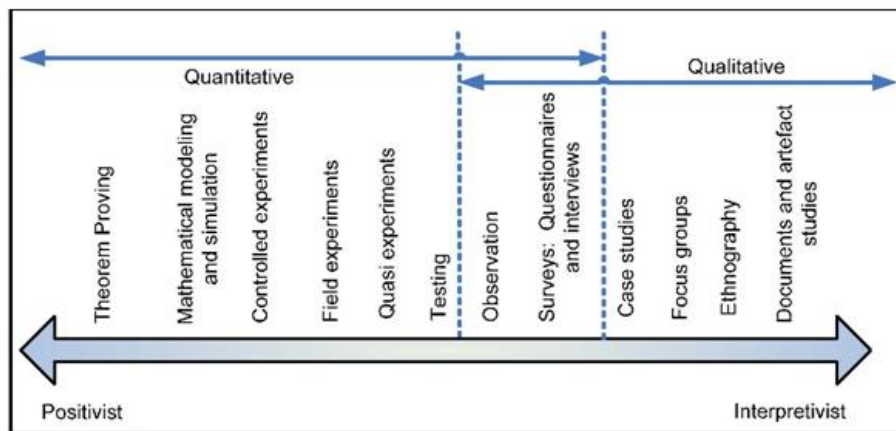 Quantitative
Qualitative
Theorem Proving
Mathematical modeling
and simulation
Controlled experiments
Field experiments
Quasi experiments
Testing
Observation
Surveys: Questionnaires
and interviews
Case studies
Focus groups
Ethnography
Documents and artefact
studies
Positivist
Interpretivist